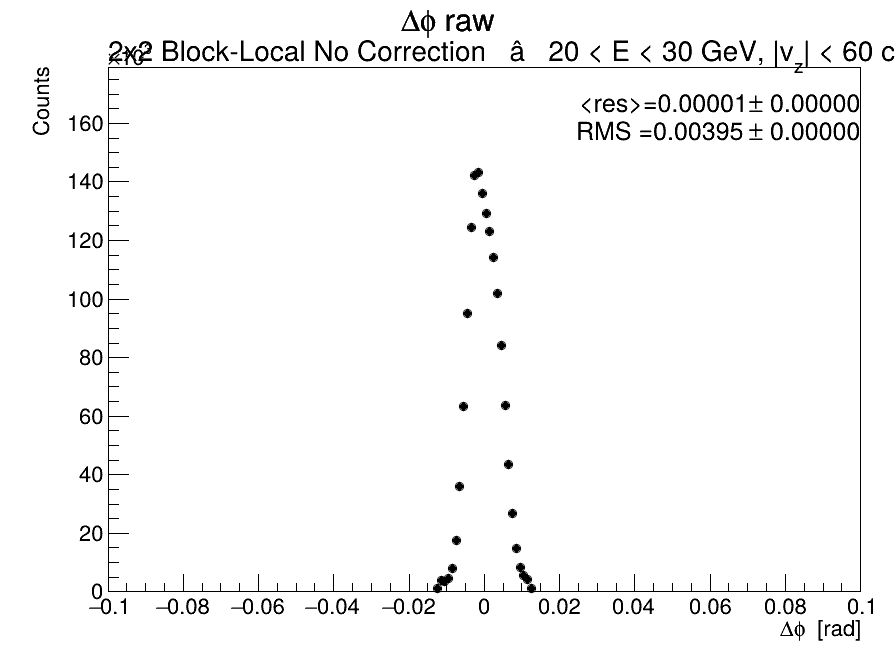 Δϕ raw
2x2 Block-Local No Correction â 20 < E < 30 GeV, |v_z| < 60 c
Counts
<res>=0.00001± 0.00000
RMS =0.00395± 0.00000
160
140
120
100
80
60
40
20
0
−0.1 −0.08 −0.06 −0.04 −0.02 0 0.02 0.04 0.06 0.08 0.1
Δϕ [rad]